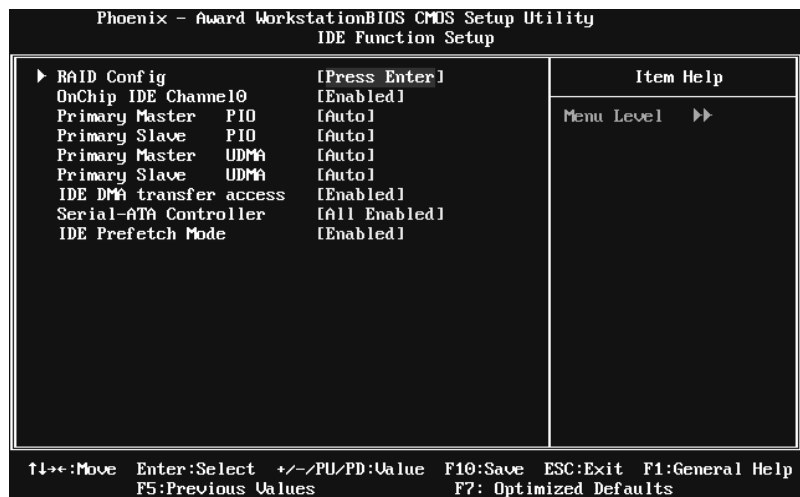 Phoenix - Award WorkstationBIOS CMOS Setup Utility
IDE Function Setup
▶ RAID Config [Press Enter]
OnChip IDE Channel0 [Enabled]
Primary Master PIO [Auto]
Primary Slave PIO [Auto]
Primary Master UDMA [Auto]
Primary Slave UDMA [Auto]
IDE DMA transfer access [Enabled]
Serial-ATA Controller [All Enabled]
IDE Prefetch Mode [Enabled]
Item Help
Menu Level ▶▶
↑↓→←:Move Enter:Select +/-/PU/PD:Value F10:Save ESC:Exit F1:General Help
F5:Previous Values F7: Optimized Defaults